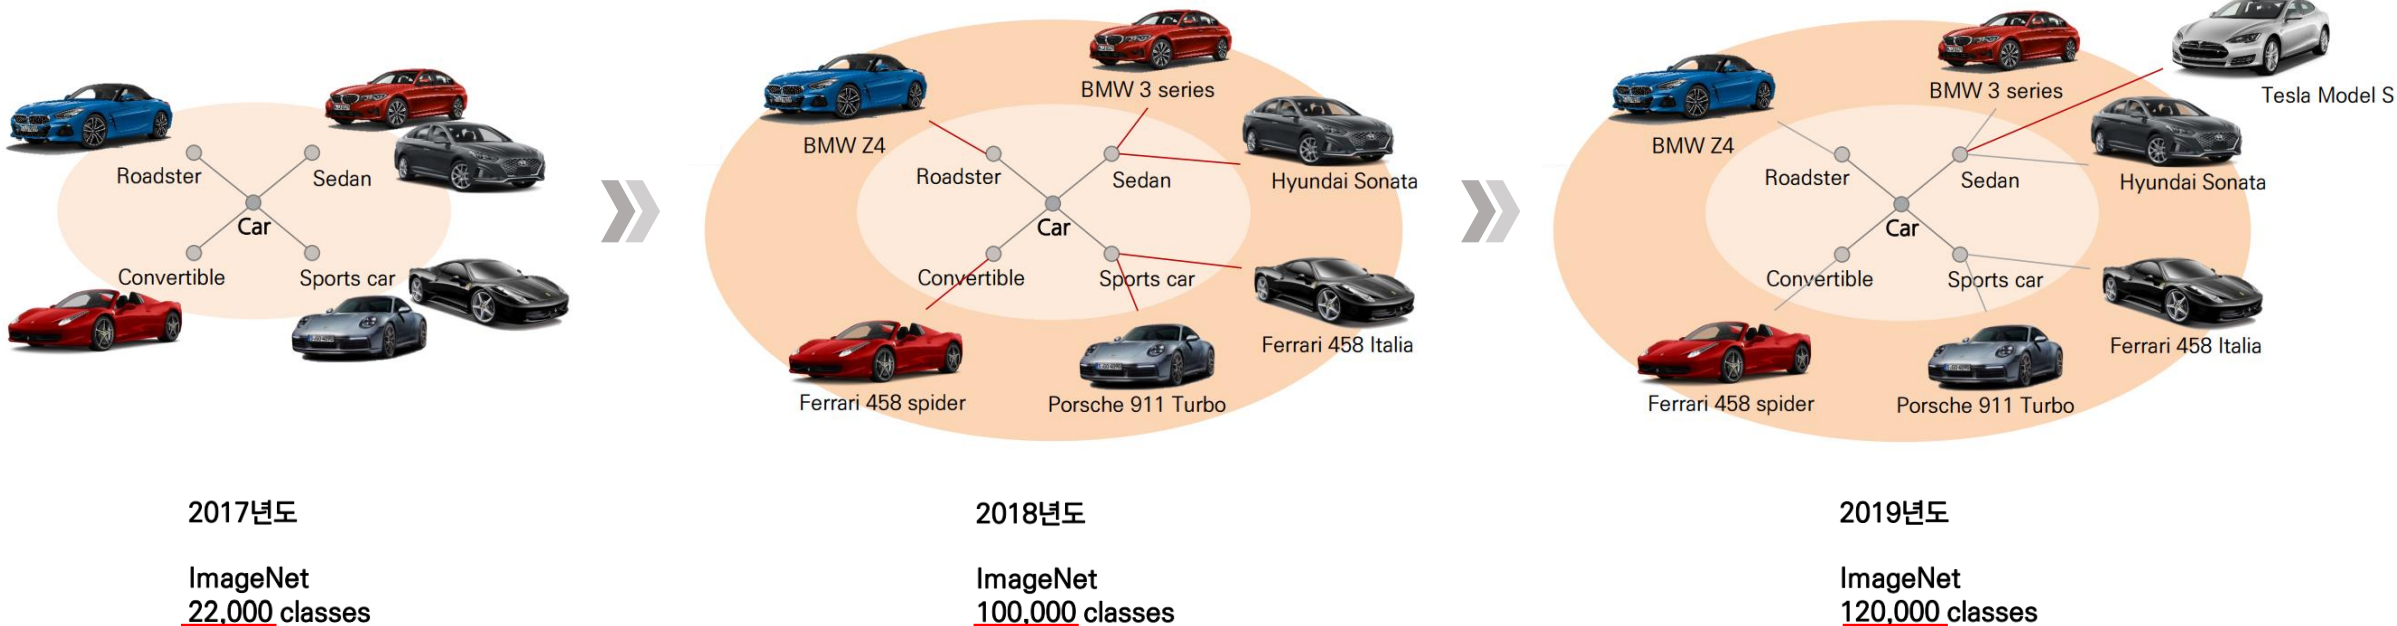 Roadster
Sedan
Car
Convertible
Sports car
2017년도
ImageNet
22,000 classes
BMW 3 series
BMW Z4
Roadster
Sedan
Hyundai Sonata
Car
Convertible
Sports car
Ferrari 458 Italia
Ferrari 458 spider
Porsche 911 Turbo
2018년도
ImageNet
100,000 classes
Tesla Model S
BMW 3 series
BMW Z4
Roadster
Sedan
Hyundai Sonata
Car
Convertible
Sports car
Ferrari 458 Italia
Ferrari 458 spider
Porsche 911 Turbo
2019년도
ImageNet
120,000 classes